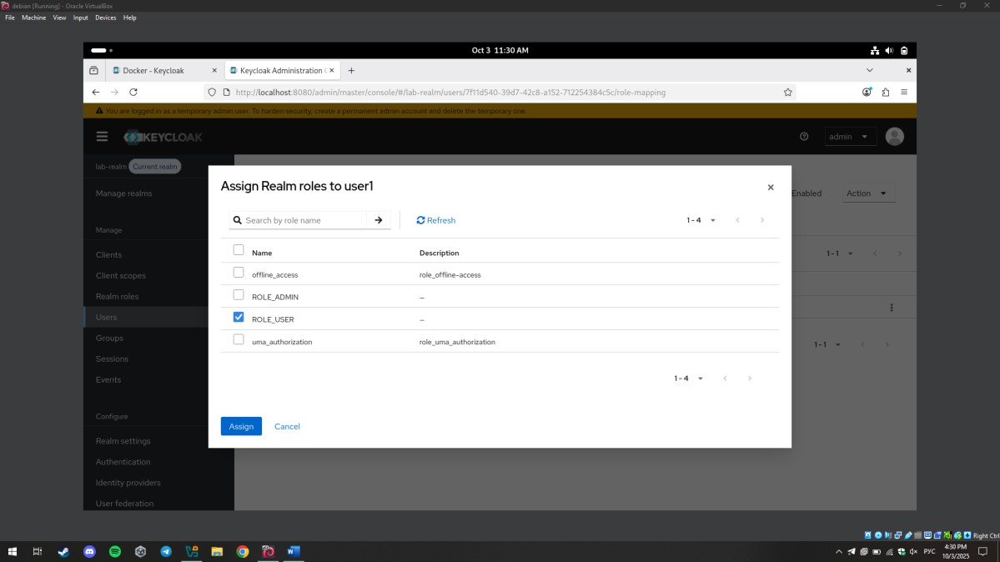 debian [Running] - Oracle VirtualBox
File Machine View Input Devices Help
Oct 3 11:30 AM
Docker - Keycloak
Keycloak Administration
http://localhost:8080/admin/master/console/#/lab-realm/users/7f11d540-39d7-42c8-a152-712254384c5c/role-mapping
You are logged in as a temporary admin user. To harden security, create a permanent admin account and delete the temporary one.
KEYCLOAK
admin
lab-realm Current realm
Manage realms
Manage
Clients
Client scopes
Realm roles
Users
Groups
Sessions
Events
Configure
Realm settings
Authentication
Identity providers
User federation
Enabled
Action
1-1
1-1
Assign Realm roles to user1
Search by role name
Refresh
1-4
Name Description
offline_access role_offline-access
ROLE_ADMIN –
ROLE_USER –
uma_authorization role_uma_authorization
1-4
Assign Cancel
Right Ctrl
РУС
4:30 PM
10/3/2025